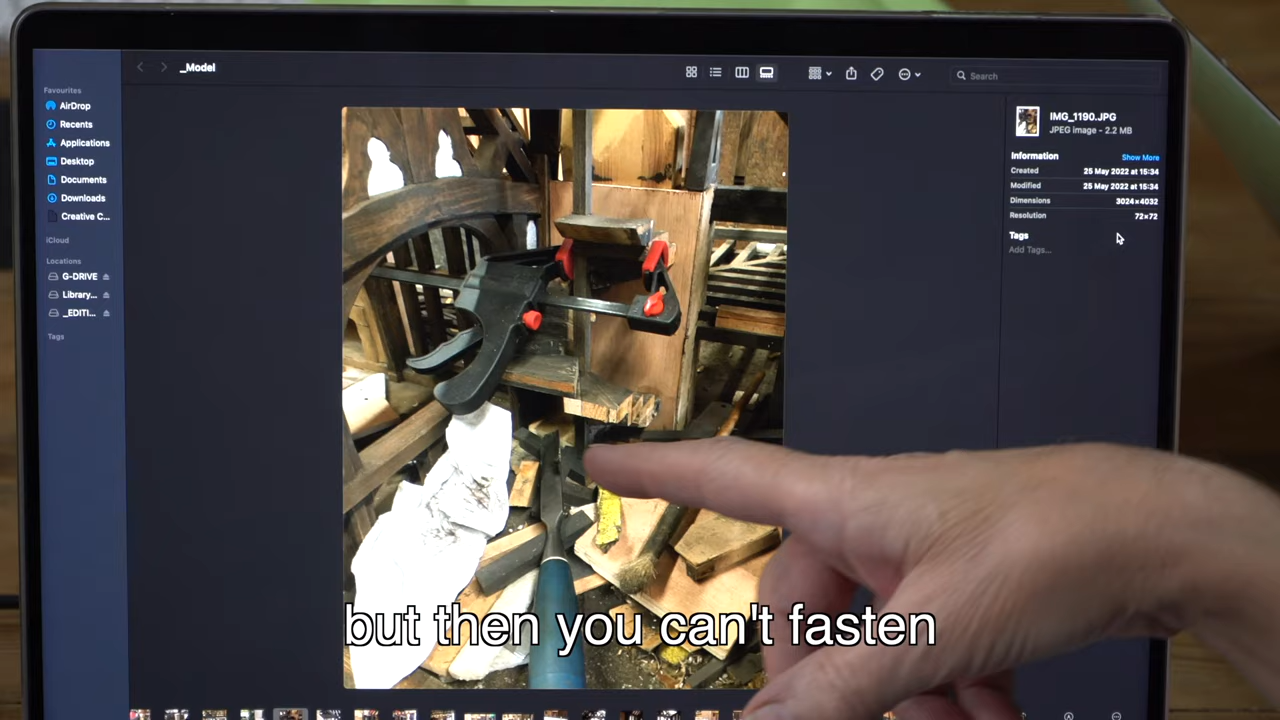 _Model
Search
Favourites
AirDrop
Recents
Applications
Desktop
Documents
Downloads
Creative C...
iCloud
Locations
G-DRIVE
Library...
_EDITI...
Tags
IMG_1190.JPG
JPEG image - 2.2 MB
Information Show More
Created 25 May 2022 at 15:34
Modified 25 May 2022 at 15:34
Dimensions 3024×4032
Resolution 72×72
Tags
Add Tags...
but then you can't fasten